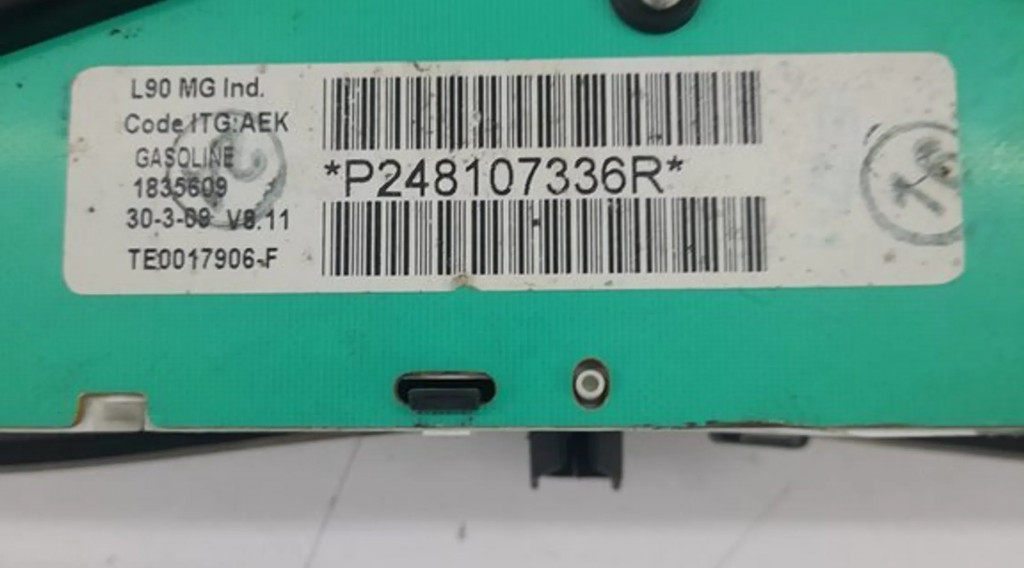 L90 MG Ind.
Code ITG:AEK
GASOLINE
1835609
30-3-09 V8.11
TE0017906-F
*P248107336R*